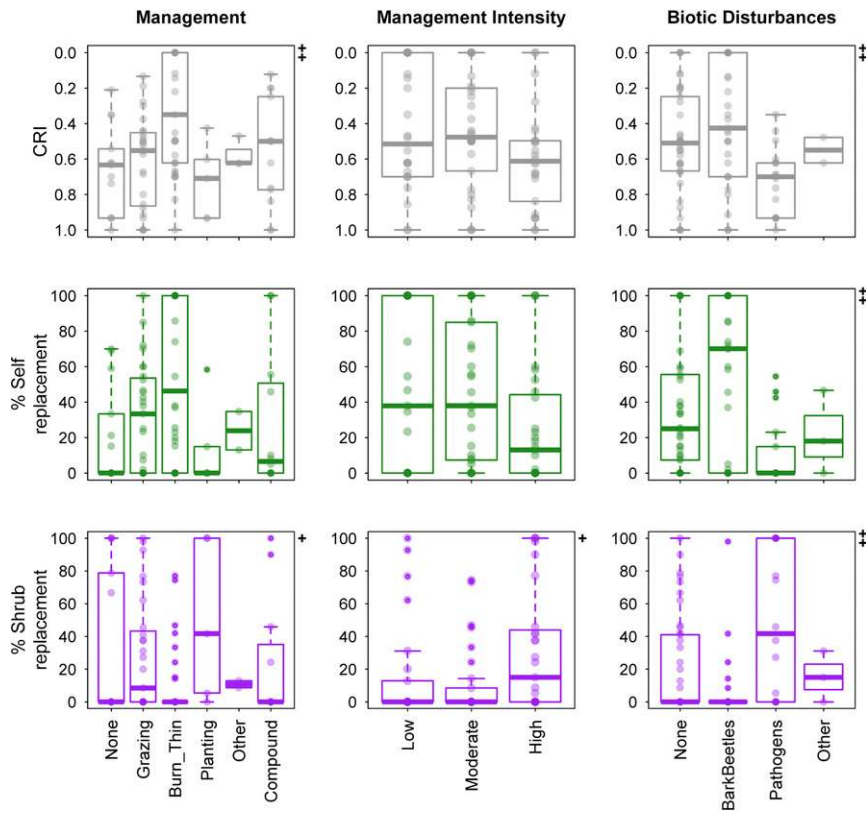 Management Management Intensity Biotic Disturbances
CRI
0.0 0.2 0.4 0.6 0.8 1.0
0.0 0.2 0.4 0.6 0.8 1.0
0.0 0.2 0.4 0.6 0.8 1.0
‡ ‡
% Self
replacement
100 80 60 40 20 0
100 80 60 40 20 0
100 80 60 40 20 0
‡
% Shrub
replacement
100 80 60 40 20 0
100 80 60 40 20 0
100 80 60 40 20 0
+ + ‡
None Grazing Burn_Thin Planting Other Compound
Low Moderate High
None BarkBeetles Pathogens Other